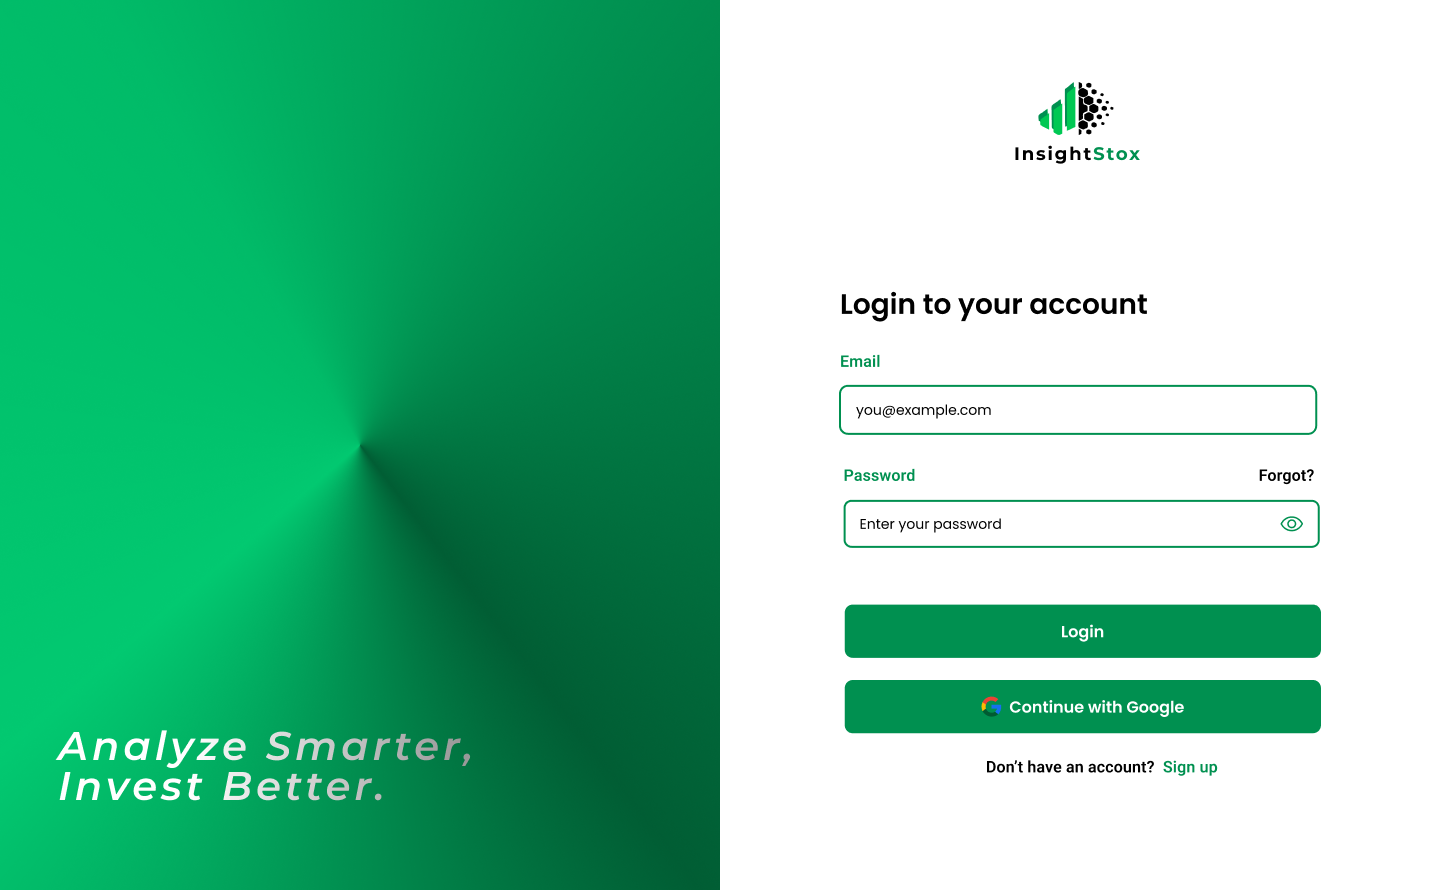 Analyze Smarter,
Invest Better.
InsightStox
Login to your account
Email
you@example.com
Password
Forgot?
Enter your password
Login
Continue with Google
Don’t have an account? Sign up